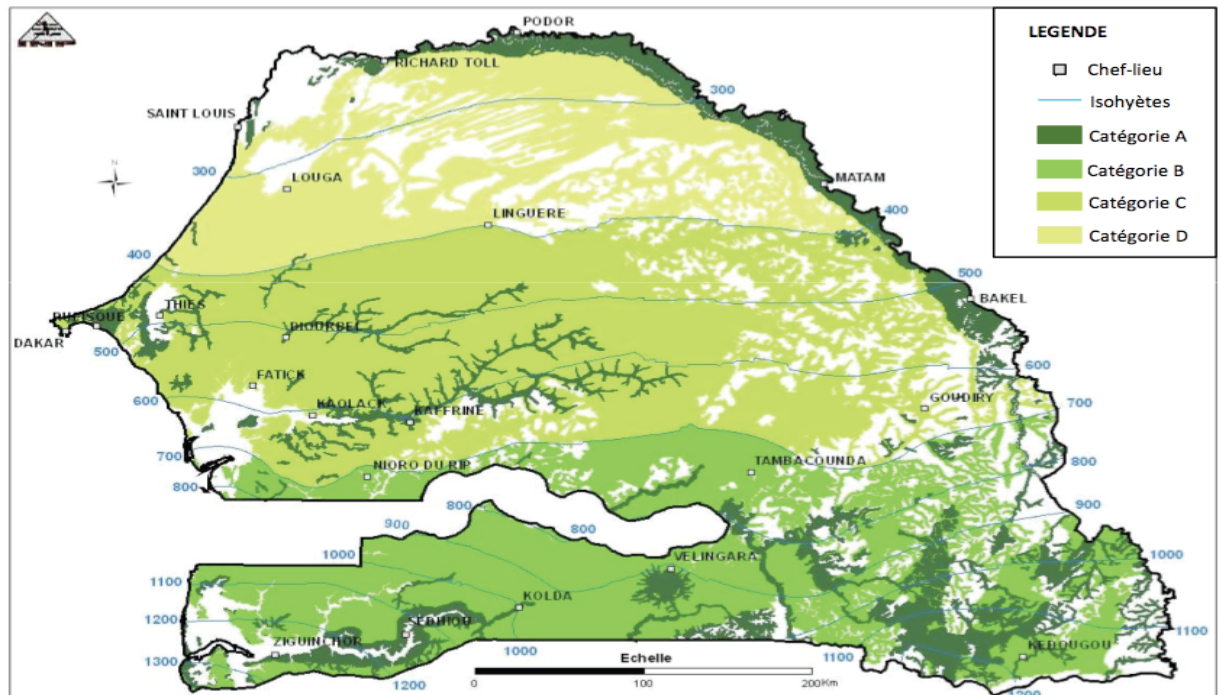 PODOR
LEGENDE
Chef-lieu
Isohyètes
Catégorie A
Catégorie B
Catégorie C
Catégorie D
RICHARD TOLL
300
SAINT LOUIS
300
LOUGA
MATAM
LINGUERE
400
400
500
BAKEL
THIES
DAKAR
DIOURBEL
500
600
FATICK
600
KAOLACK
KAFFRINE
GOUDIRY
700
700
NIORO DU RIP
TAMBACOUNDA
800
800
800
900
900
800
1000
1000
VELINGARA
1100
KOLDA
1200
SEDHIOU
1100
ZIGUINCHOR
KEDOUGOU
1300
1000
Echelle
1100
1200
0
100
200Km
1200